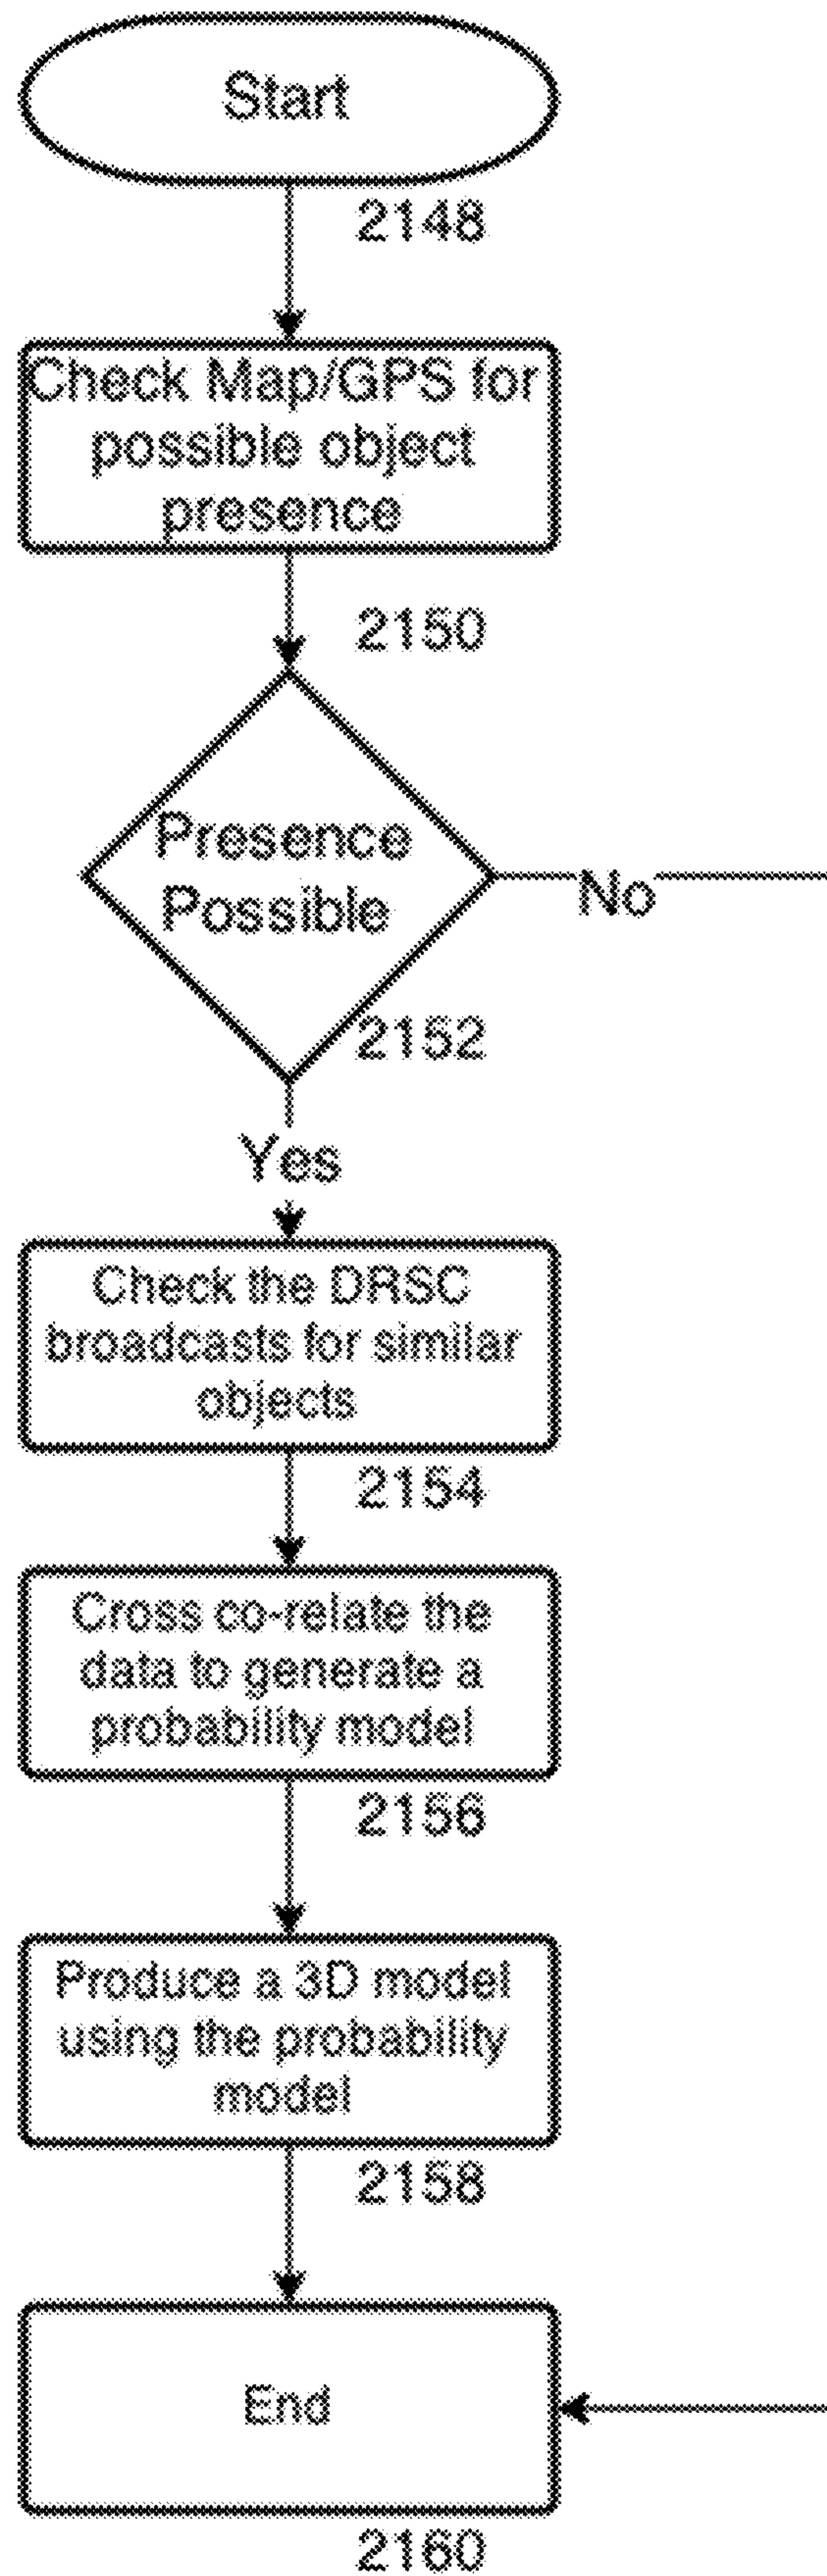 Start
2148
Check Map/GPS for
possible object
presence
2150
Presence
Possible
No
2152
Yes
Check the DRSC
broadcasts for similar
objects
2154
Cross co-relate the
data to generate a
probability model
2156
Produce a 3D model
using the probability
model
2158
End
2160